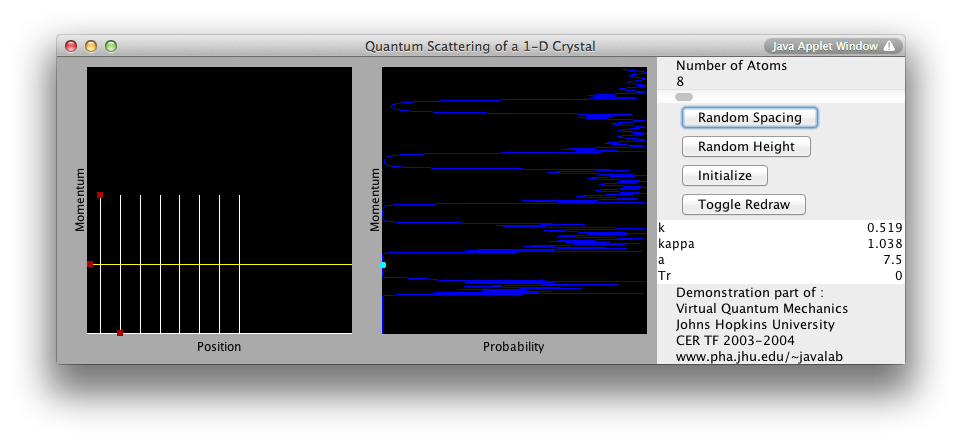 Quantum Scattering of a 1-D Crystal
Java Applet Window
Momentum
Position
Momentum
Probability
Number of Atoms
8
Random Spacing
Random Height
Initialize
Toggle Redraw
k 0.519
kappa 1.038
a 7.5
Tr 0
Demonstration part of :
Virtual Quantum Mechanics
Johns Hopkins University
CER TF 2003-2004
www.pha.jhu.edu/~javalab